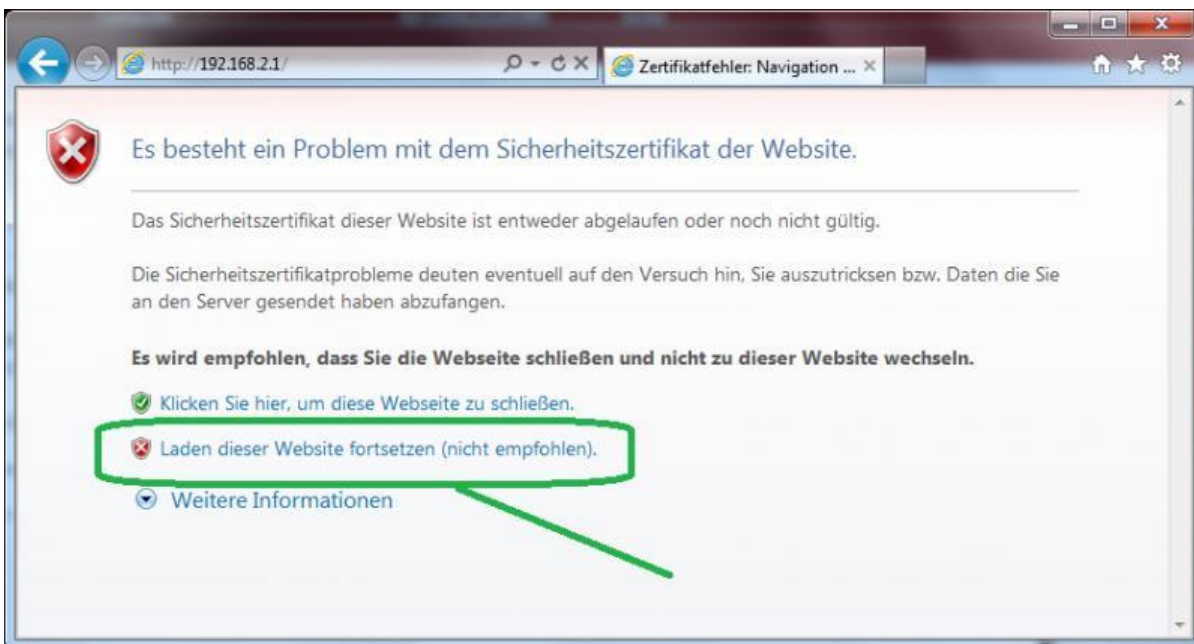 http://192.168.2.1/
Zertifikatfehler: Navigation ...
Es besteht ein Problem mit dem Sicherheitszertifikat der Website.
Das Sicherheitszertifikat dieser Website ist entweder abgelaufen oder noch nicht gültig.
Die Sicherheitszertifikatprobleme deuten eventuell auf den Versuch hin, Sie auszutricksen bzw. Daten die Sie
an den Server gesendet haben abzufangen.
Es wird empfohlen, dass Sie die Webseite schließen und nicht zu dieser Website wechseln.
Klicken Sie hier, um diese Webseite zu schließen.
Laden dieser Website fortsetzen (nicht empfohlen).
Weitere Informationen